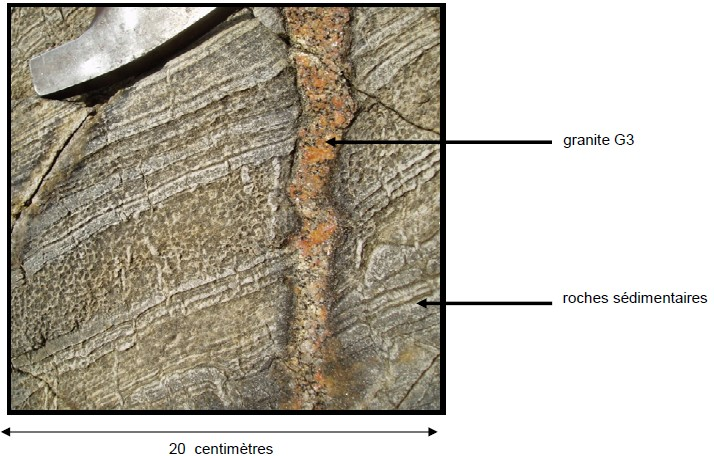 granite G3
roches sédimentaires
20 centimètres